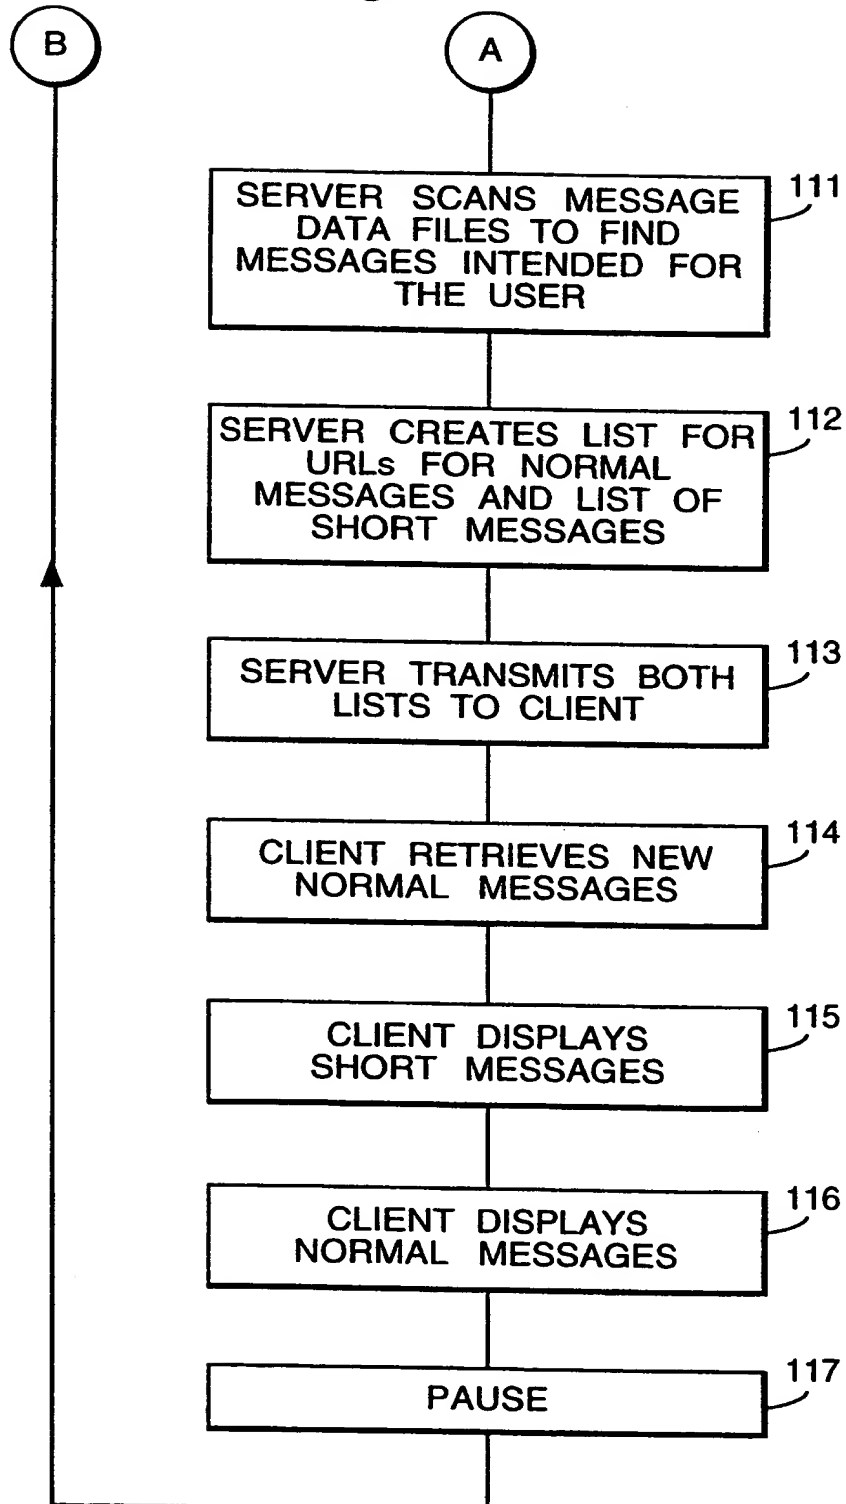 B
A
SERVER SCANS MESSAGE
DATA FILES TO FIND
MESSAGES INTENDED FOR
THE USER
111
SERVER CREATES LIST FOR
URLs FOR NORMAL
MESSAGES AND LIST OF
SHORT MESSAGES
112
SERVER TRANSMITS BOTH
LISTS TO CLIENT
113
CLIENT RETRIEVES NEW
NORMAL MESSAGES
114
CLIENT DISPLAYS
SHORT MESSAGES
115
CLIENT DISPLAYS
NORMAL MESSAGES
116
PAUSE
117